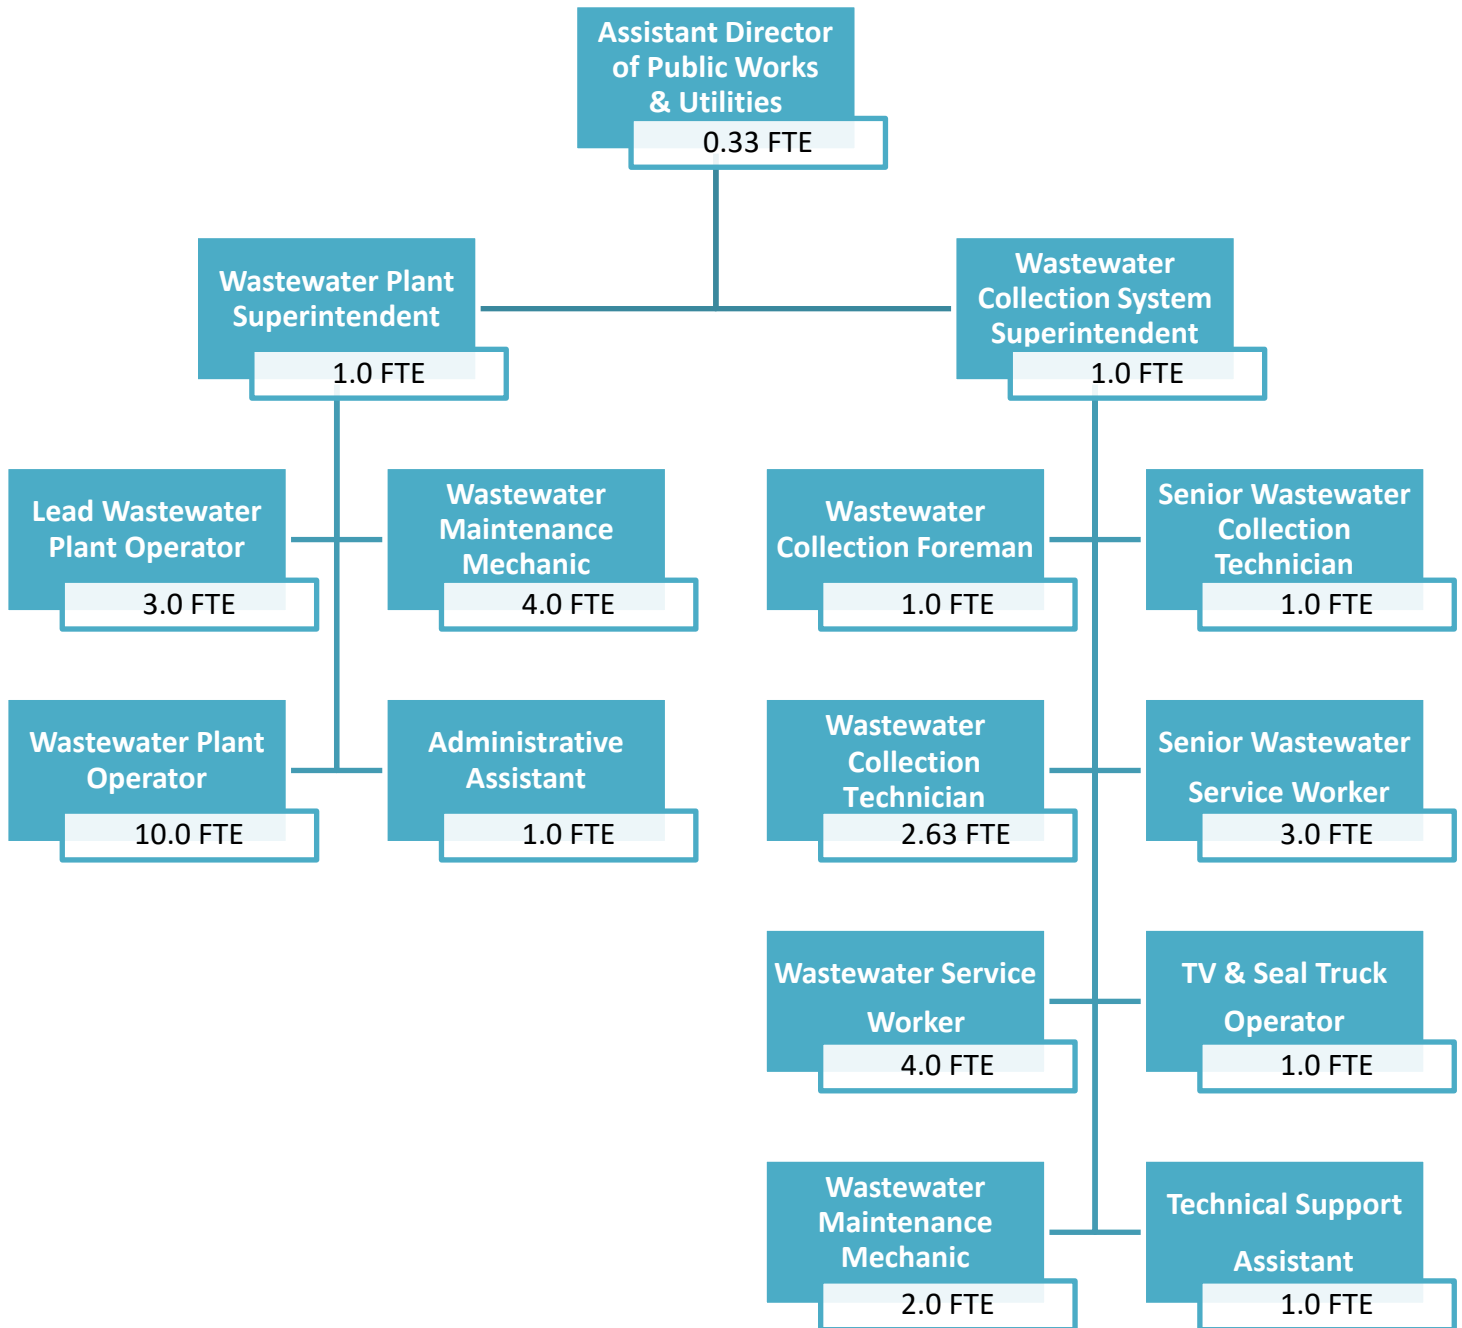 Assistant Director
of Public Works
& Utilities
0.33 FTE
Wastewater Plant
Superintendent
1.0 FTE
Wastewater
Collection System
Superintendent
1.0 FTE
Lead Wastewater
Plant Operator
3.0 FTE
Wastewater
Maintenance
Mechanic
4.0 FTE
Wastewater
Collection Foreman
1.0 FTE
Senior Wastewater
Collection
Technician
1.0 FTE
Wastewater Plant
Operator
10.0 FTE
Administrative
Assistant
1.0 FTE
Wastewater
Collection
Technician
2.63 FTE
Senior Wastewater
Service Worker
3.0 FTE
Wastewater Service
Worker
4.0 FTE
TV & Seal Truck
Operator
1.0 FTE
Wastewater
Maintenance
Mechanic
2.0 FTE
Technical Support
Assistant
1.0 FTE